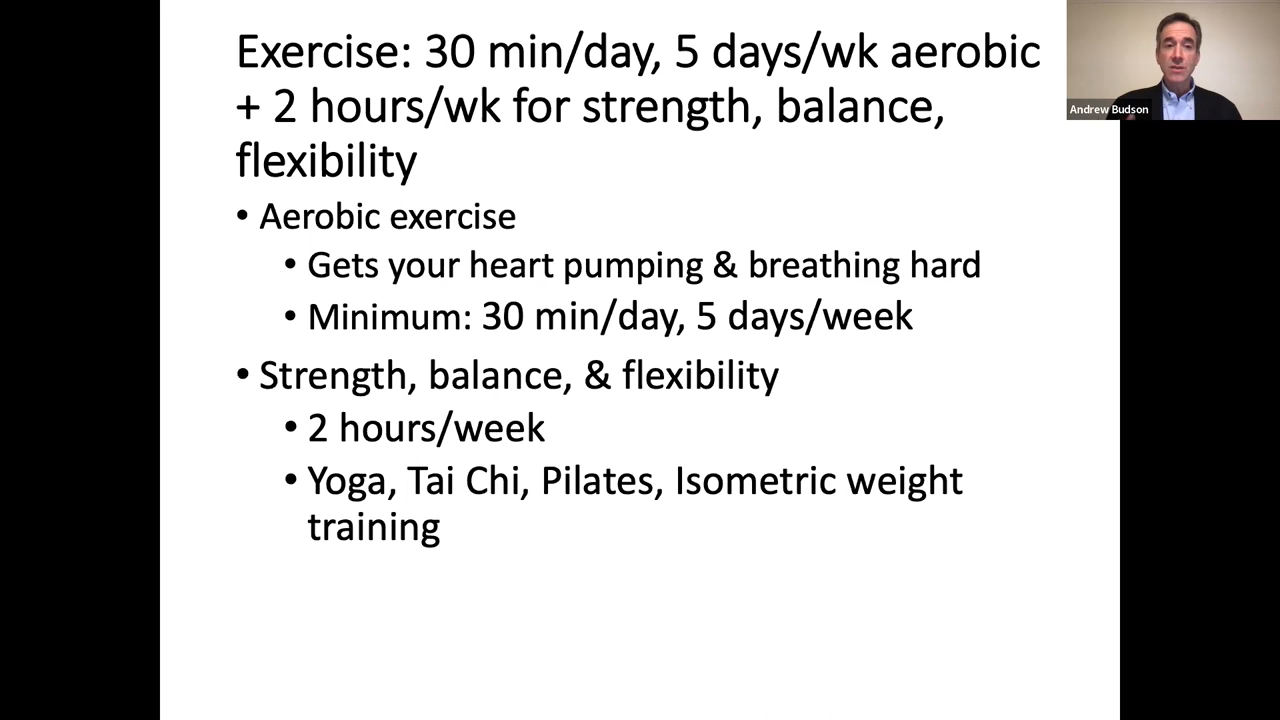 Exercise: 30 min/day, 5 days/wk aerobic
+ 2 hours/wk for strength, balance,
flexibility
• Aerobic exercise
• Gets your heart pumping & breathing hard
• Minimum: 30 min/day, 5 days/week
• Strength, balance, & flexibility
• 2 hours/week
• Yoga, Tai Chi, Pilates, Isometric weight
training
Andrew Budson